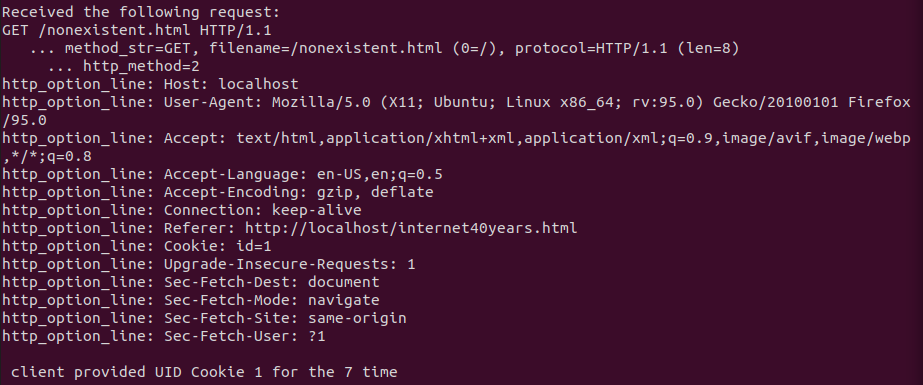 Received the following request:
GET /nonexistent.html HTTP/1.1
   ... method_str=GET, filename=/nonexistent.html (0=/), protocol=HTTP/1.1 (len=8)
     ... http_method=2
http_option_line: Host: localhost
http_option_line: User-Agent: Mozilla/5.0 (X11; Ubuntu; Linux x86_64; rv:95.0) Gecko/20100101 Firefox
/95.0
http_option_line: Accept: text/html,application/xhtml+xml,application/xml;q=0.9,image/avif,image/webp
,*/*;q=0.8
http_option_line: Accept-Language: en-US,en;q=0.5
http_option_line: Accept-Encoding: gzip, deflate
http_option_line: Connection: keep-alive
http_option_line: Referer: http://localhost/internet40years.html
http_option_line: Cookie: id=1
http_option_line: Upgrade-Insecure-Requests: 1
http_option_line: Sec-Fetch-Dest: document
http_option_line: Sec-Fetch-Mode: navigate
http_option_line: Sec-Fetch-Site: same-origin
http_option_line: Sec-Fetch-User: ?1

 client provided UID Cookie 1 for the 7 time